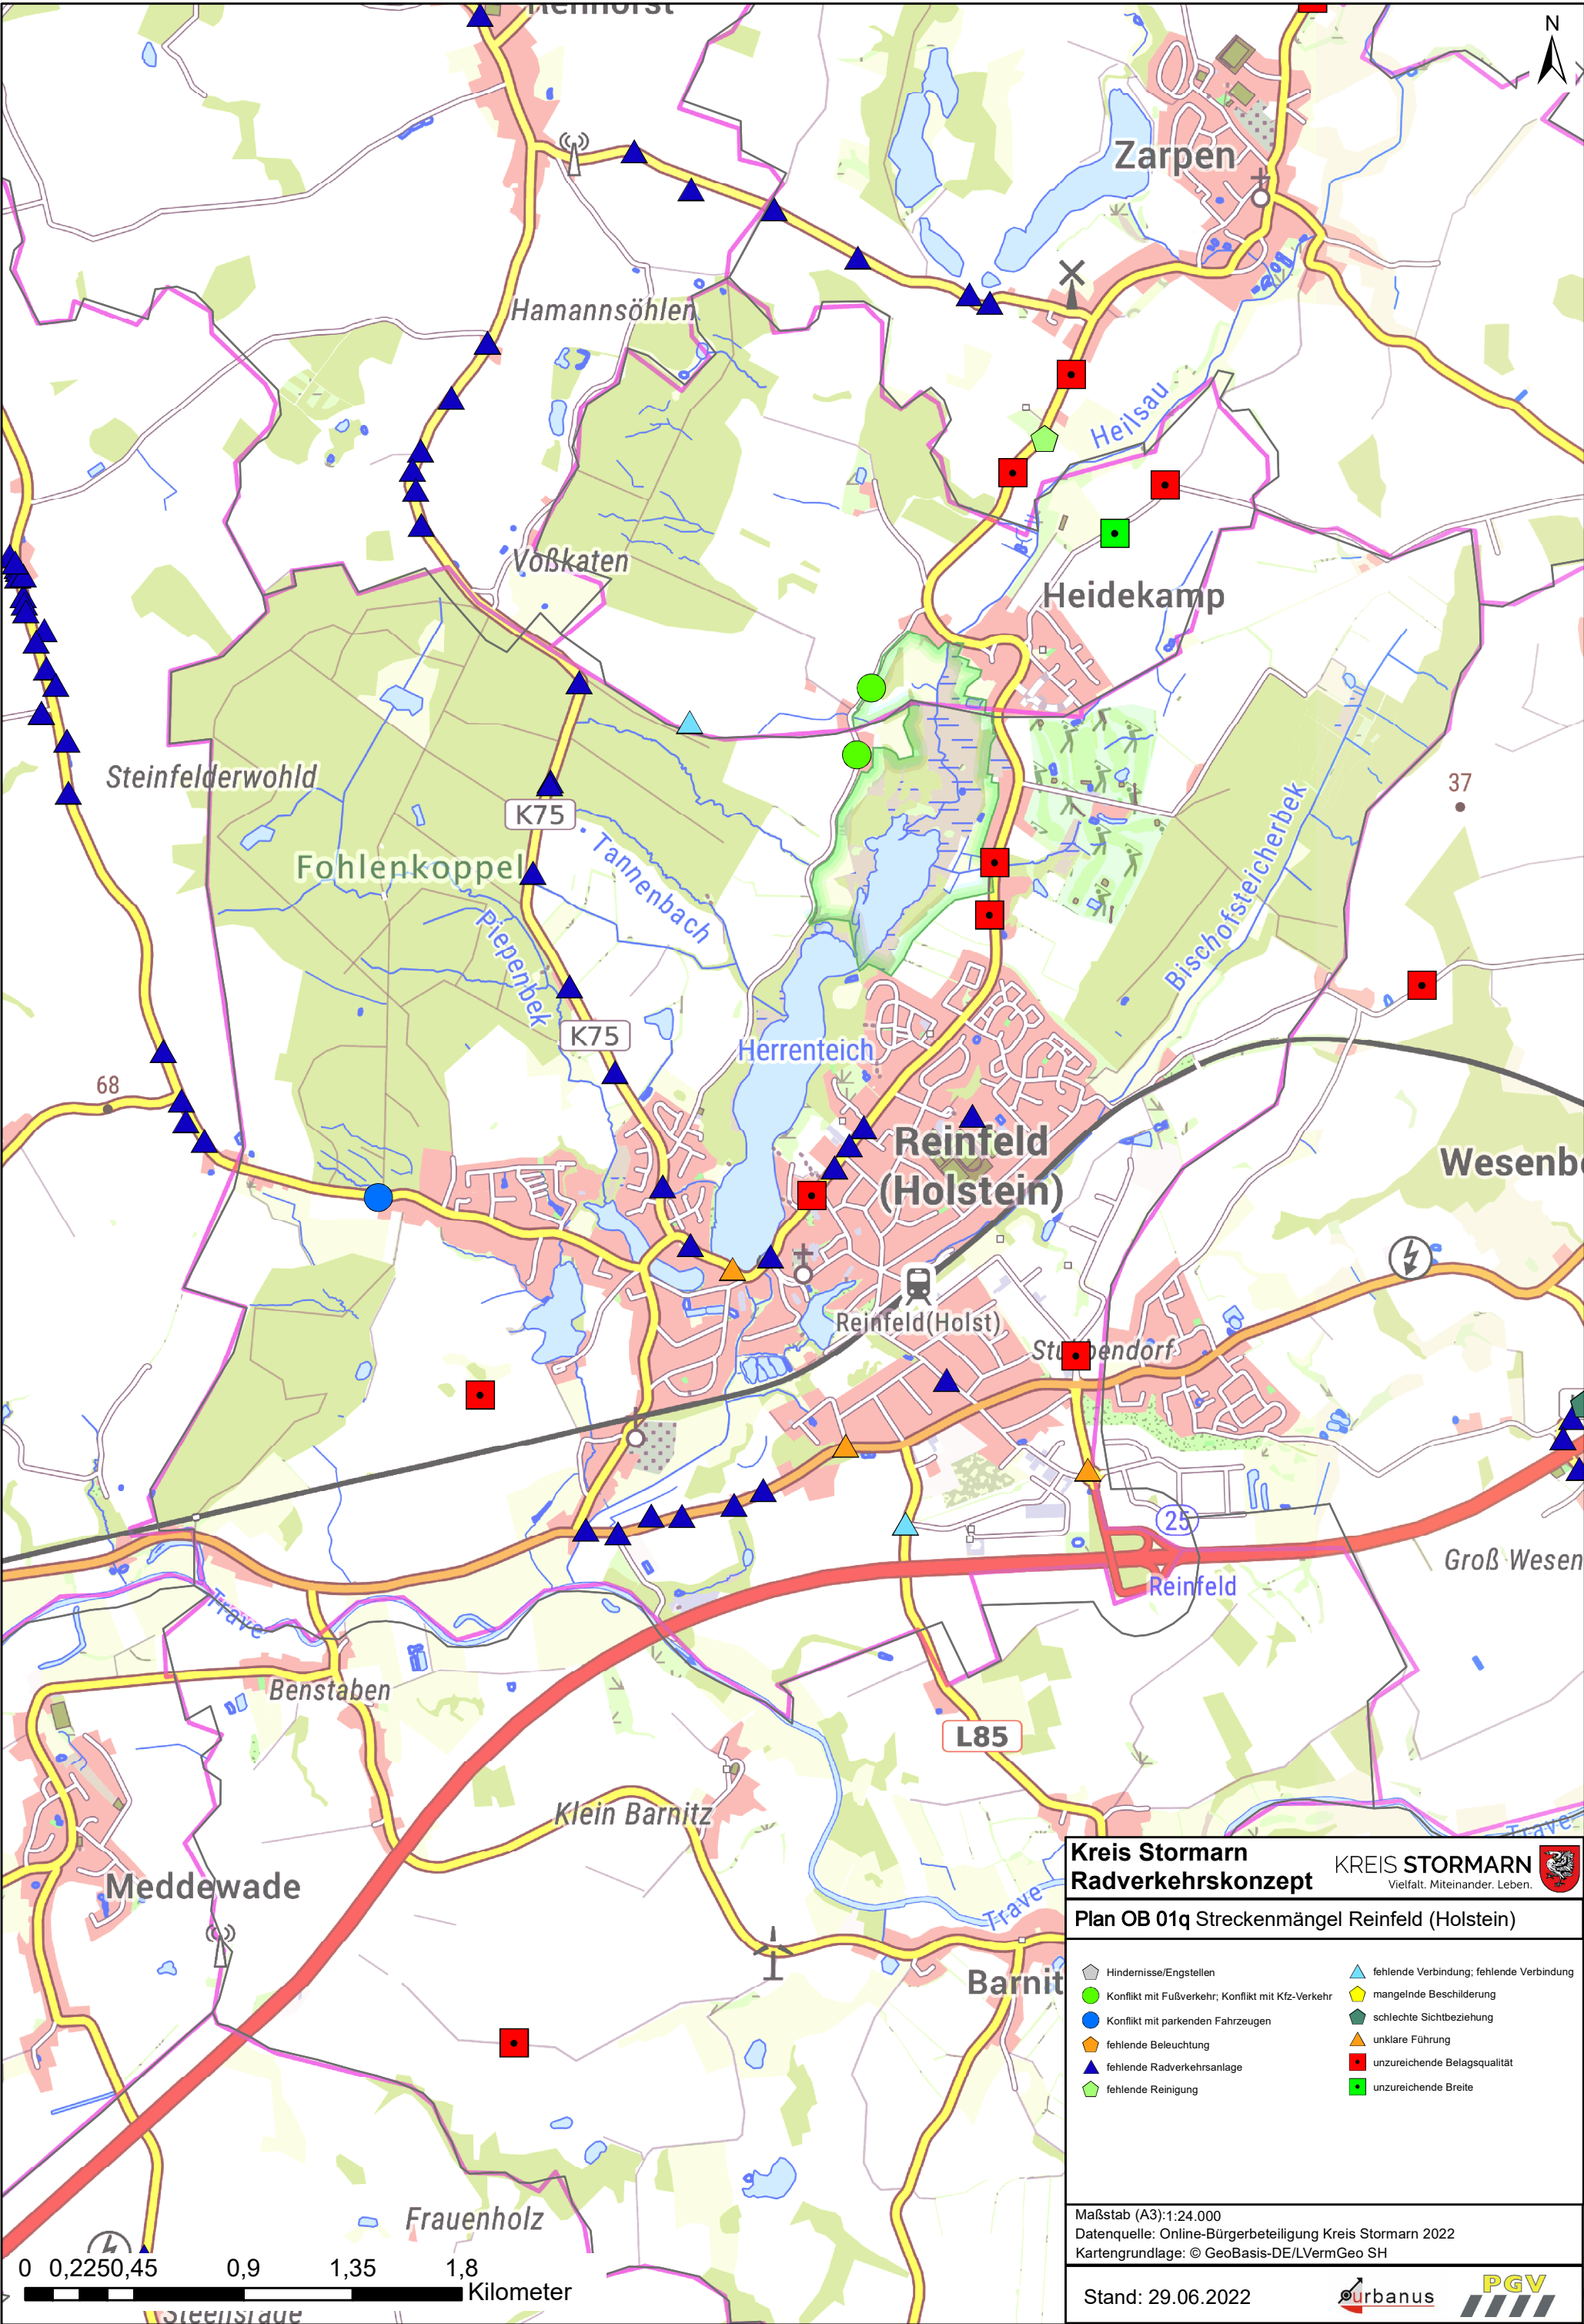 N
Zarpen
Hamannsöhlen
Heilsau
Voßkaten
Heidekamp
Steinfelderwohld
37
K75
Fohlenkoppel
Tannenbach
Piepenbek
Bischofsteicherbek
K75
Herrenteich
68
Reinfeld
(Holstein)
Wesenb
Reinfeld(Holst)
25
Groß Wesen
Reinfeld
Trave
Benstaben
L85
Klein Barnitz
Trave
Meddewade
Trave
Barnit
Frauenholz
0 0,2250,45 0,9 1,35 1,8
Kilometer
Kreis Stormarn
Radverkehrskonzept
KREIS STORMARN
Vielfalt. Miteinander. Leben.
Plan OB 01q Streckenmängel Reinfeld (Holstein)
Hindernisse/Engstellen
Konflikt mit Fußverkehr; Konflikt mit Kfz-Verkehr
Konflikt mit parkenden Fahrzeugen
fehlende Beleuchtung
fehlende Radverkehrsanlage
fehlende Reinigung
fehlende Verbindung; fehlende Verbindung
mangelnde Beschilderung
schlechte Sichtbeziehung
unklare Führung
unzureichende Belagsqualität
unzureichende Breite
Maßstab (A3):1:24.000
Datenquelle: Online-Bürgerbeteiligung Kreis Stormarn 2022
Kartengrundlage: © GeoBasis-DE/LVermGeo SH
Stand: 29.06.2022
urbanus
PGV